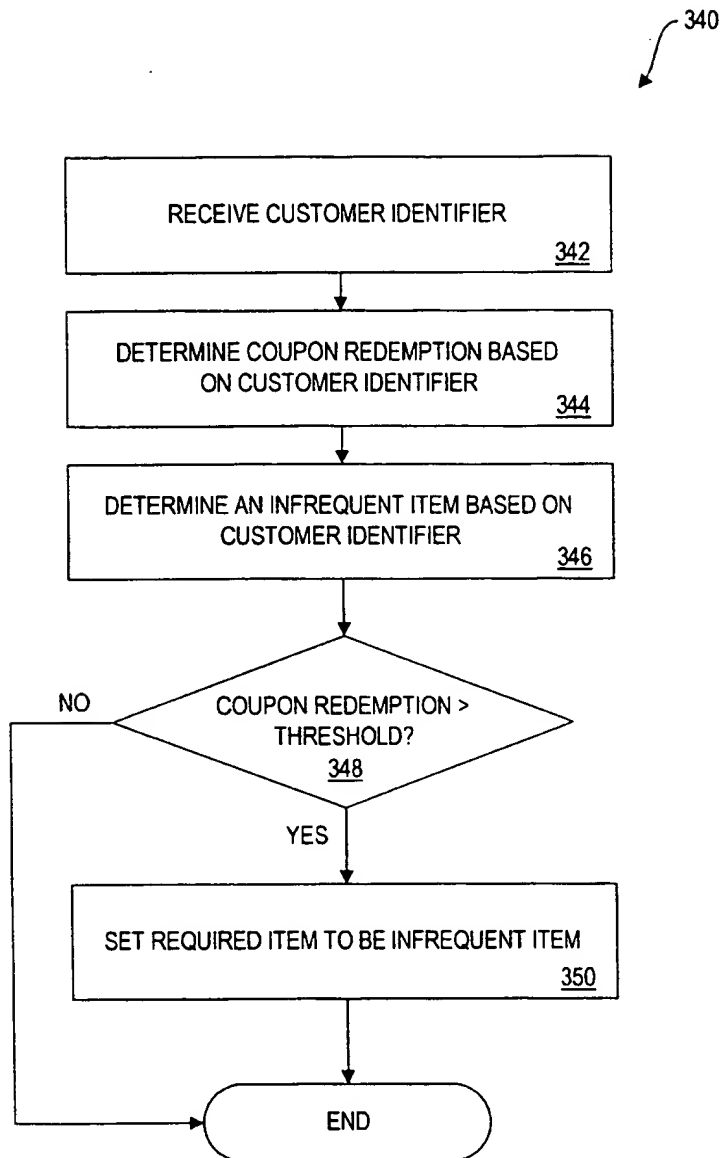 340
RECEIVE CUSTOMER IDENTIFIER
342
DETERMINE COUPON REDEMPTION BASED
ON CUSTOMER IDENTIFIER
344
DETERMINE AN INFREQUENT ITEM BASED ON
CUSTOMER IDENTIFIER
346
NO
COUPON REDEMPTION >
THRESHOLD?
348
YES
SET REQUIRED ITEM TO BE INFREQUENT ITEM
350
END